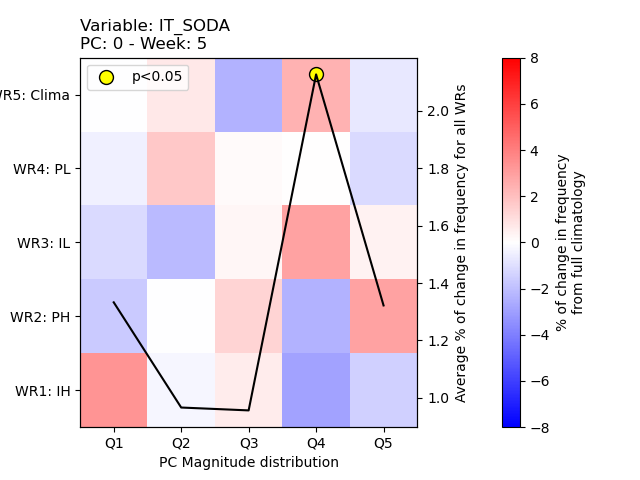 Variable: IT_SODA
PC: 0 - Week: 5
p<0.05
WR5: Clima
WR4: PL
WR3: IL
WR2: PH
WR1: IH
Q1 Q2 Q3 Q4 Q5
PC Magnitude distribution
2.0
1.8
1.6
1.4
1.2
1.0
Average % of change in frequency for all WRs
8
6
4
2
0
−2
−4
−6
−8
% of change in frequency
from full climatology